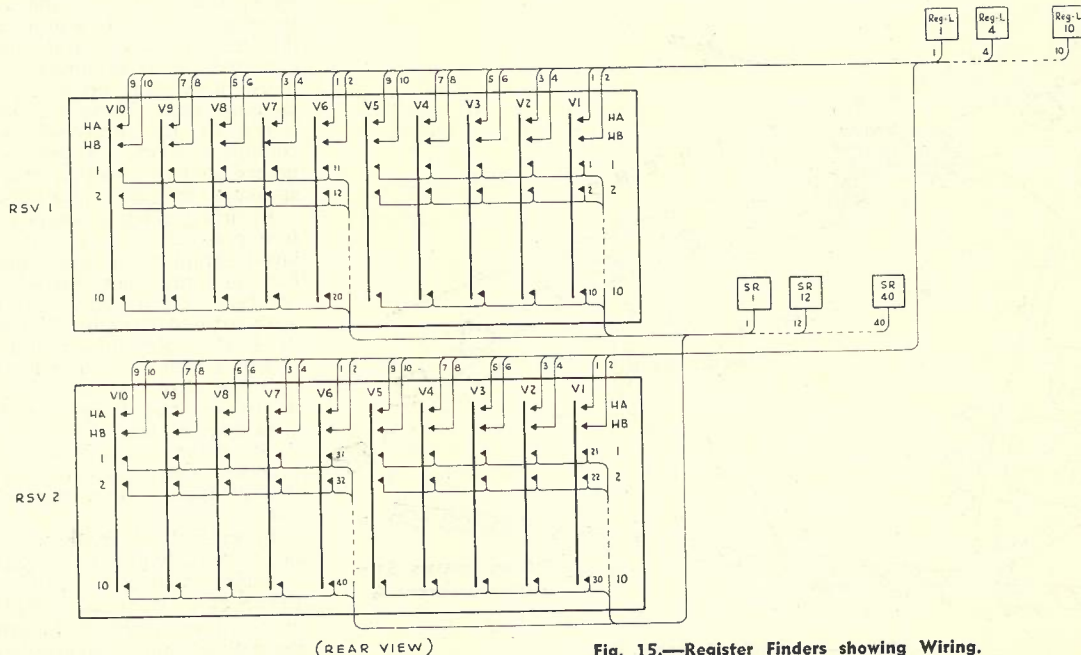 Reg-L 1
Reg-L 4
Reg-L 10
1 4 10
9 10 7 8 5 6 3 4 1 2 9 10 7 8 5 6 3 4 1 2
V10 V9 V8 V7 V6 V5 V4 V3 V2 V1
HA HA
HB HB
1 11 1 1
2 12 2 2
RSV 1
10 20 10 10
SR 1
SR 12
SR 40
1 12 40
9 10 7 8 5 6 3 4 1 2 9 10 7 8 5 6 3 4 1 2
V10 V9 V8 V7 V6 V5 V4 V3 V2 V1
HA HA
HB HB
1 31 21 1
2 32 22 2
RSV 2
10 40 30 10
(REAR VIEW)
Fig. 15.—Register Finders showing Wiring.